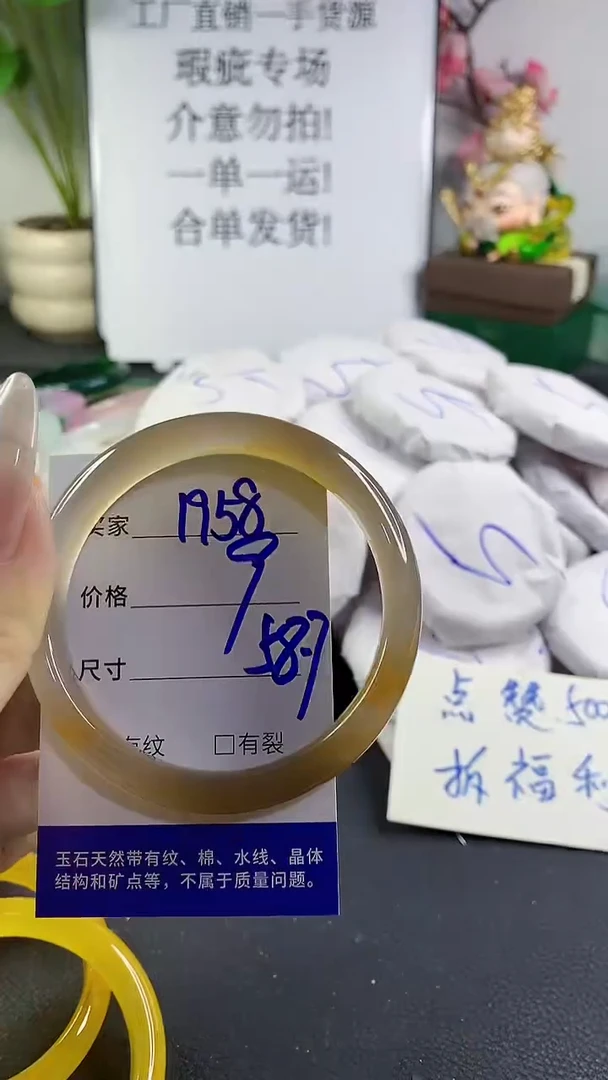 工厂直销一手货源
瑕疵专场
介意勿拍!
一单一运!
合单发货!
买家 1958
价格 9
尺寸 58.7
有纹 □有裂
玉石天然带有纹、棉、水线、晶体
结构和矿点等，不属于质量问题。
点赞500
拆福利